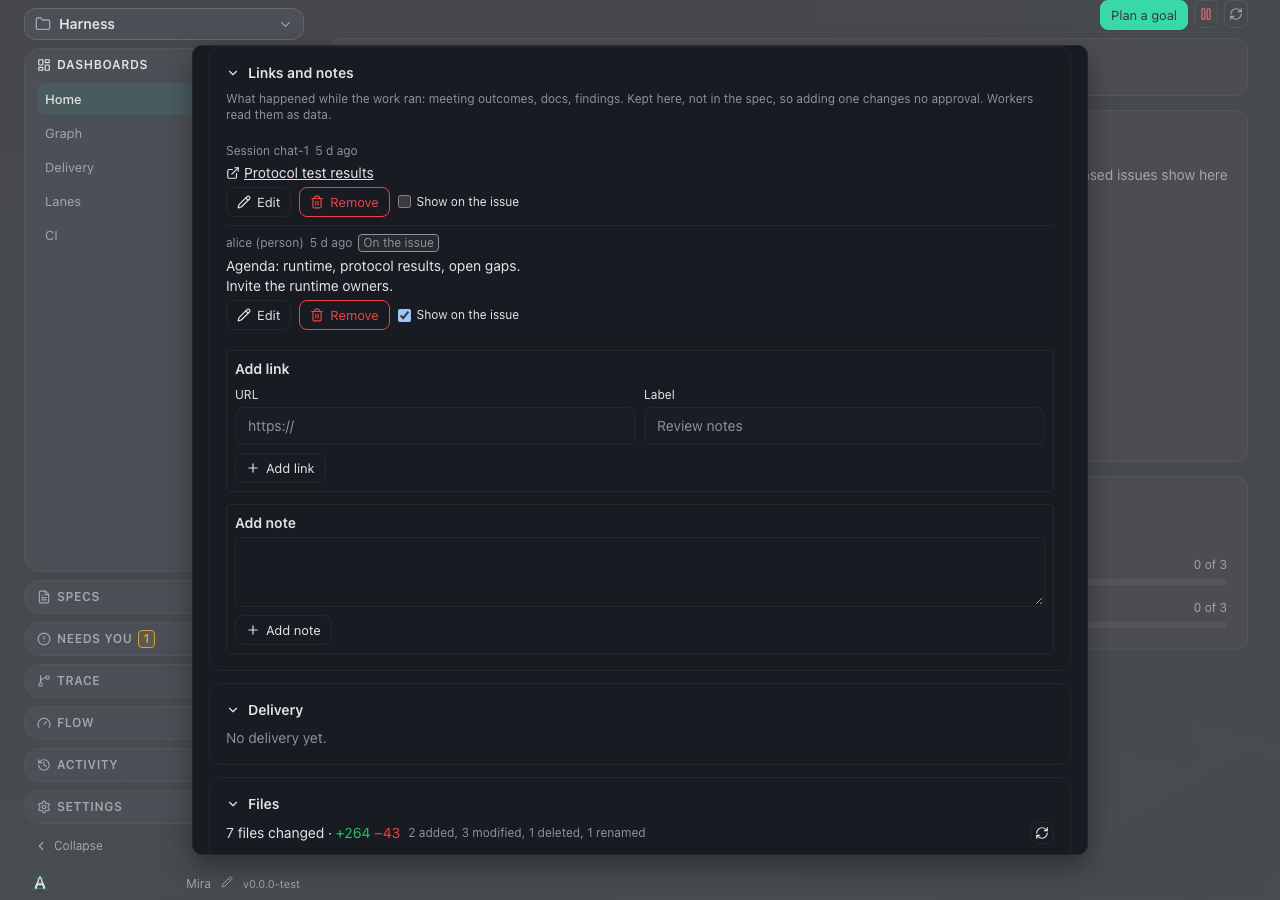 Harness
Plan a goal
DASHBOARDS
Home
Graph
Delivery
Lanes
CI
SPECS
NEEDS YOU 1
TRACE
FLOW
ACTIVITY
SETTINGS
Collapse
Mira v0.0.0-test
Links and notes
What happened while the work ran: meeting outcomes, docs, findings. Kept here, not in the spec, so adding one changes no approval. Workers
read them as data.
Session chat-1 5 d ago
Protocol test results
Edit Remove Show on the issue
alice (person) 5 d ago On the issue
Agenda: runtime, protocol results, open gaps.
Invite the runtime owners.
Edit Remove Show on the issue
Add link
URL Label
https:// Review notes
Add link
Add note
Add note
Delivery
No delivery yet.
Files
7 files changed · +264 −43 2 added, 3 modified, 1 deleted, 1 renamed
issues show here
0 of 3
0 of 3